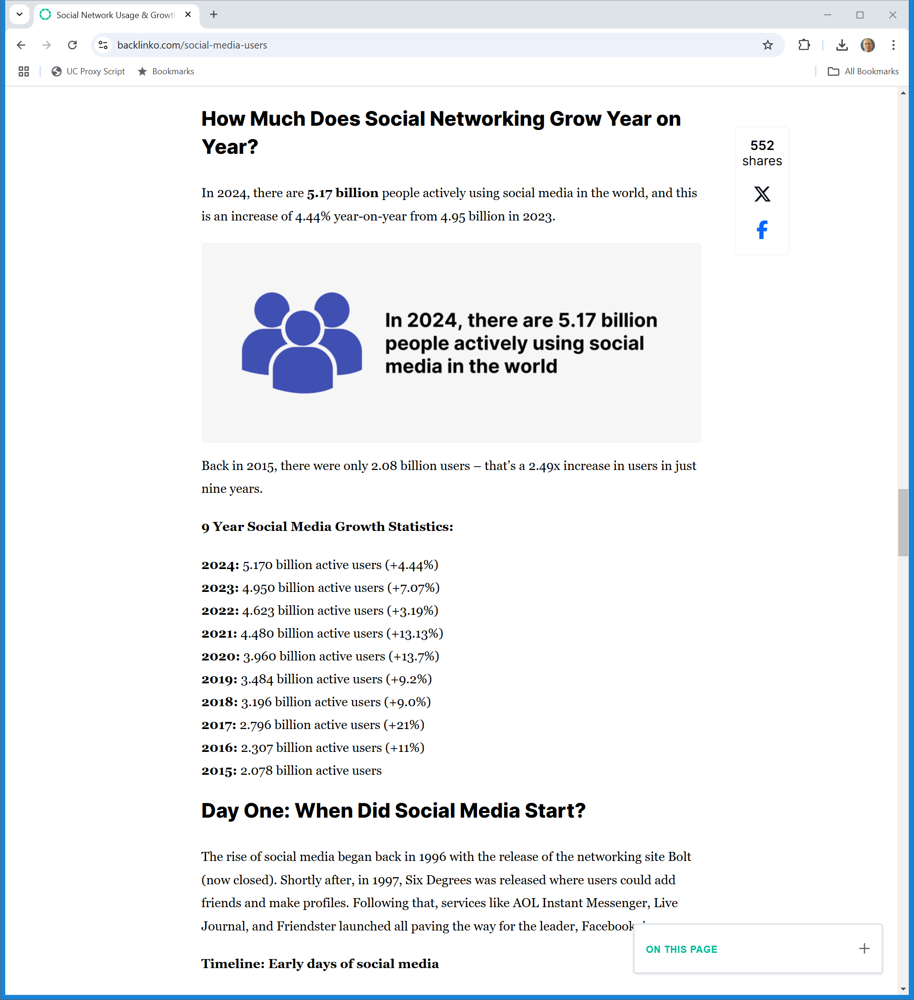 Social Network Usage & Growth
backlinko.com/social-media-users
UC Proxy Script
Bookmarks
All Bookmarks
How Much Does Social Networking Grow Year on
Year?
552
shares
In 2024, there are 5.17 billion people actively using social media in the world, and this
is an increase of 4.44% year-on-year from 4.95 billion in 2023.
In 2024, there are 5.17 billion
people actively using social
media in the world
Back in 2015, there were only 2.08 billion users – that’s a 2.49x increase in users in just
nine years.
9 Year Social Media Growth Statistics:
2024: 5.170 billion active users (+4.44%)
2023: 4.950 billion active users (+7.07%)
2022: 4.623 billion active users (+3.19%)
2021: 4.480 billion active users (+13.13%)
2020: 3.960 billion active users (+13.7%)
2019: 3.484 billion active users (+9.2%)
2018: 3.196 billion active users (+9.0%)
2017: 2.796 billion active users (+21%)
2016: 2.307 billion active users (+11%)
2015: 2.078 billion active users
Day One: When Did Social Media Start?
The rise of social media began back in 1996 with the release of the networking site Bolt
(now closed). Shortly after, in 1997, Six Degrees was released where users could add
friends and make profiles. Following that, services like AOL Instant Messenger, Live
Journal, and Friendster launched all paving the way for the leader, Facebook
ON THIS PAGE
Timeline: Early days of social media